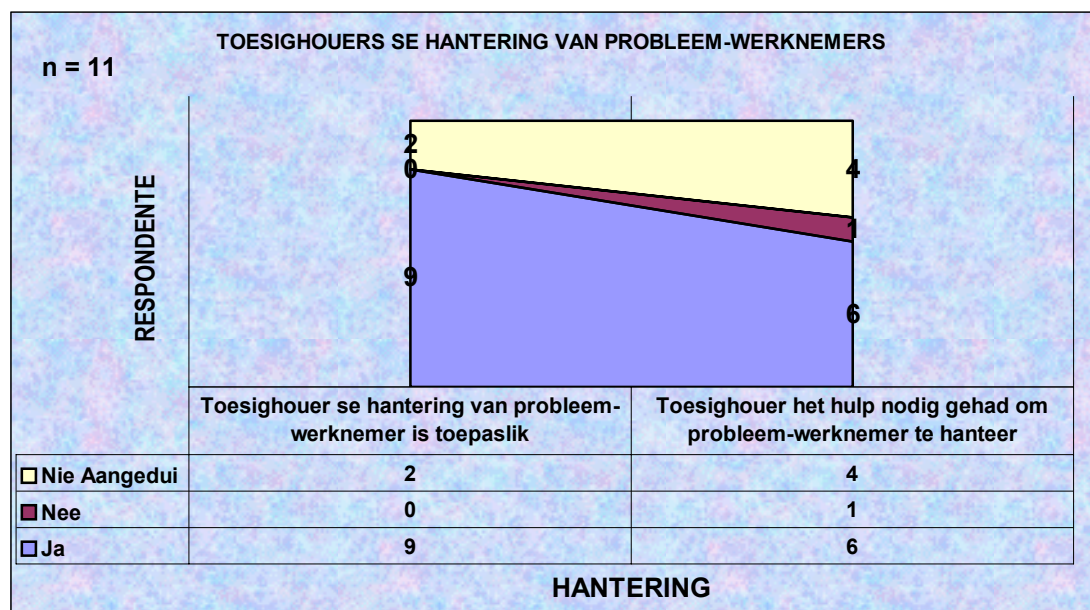 TOESIGHOUERS SE HANTERING VAN PROBLEEM-WERKNEMERS
n = 11
RESPONDENTE
2
0
9
4
1
6
Toesighouer se hantering van probleem-
werknemer is toepaslik
Toesighouer het hulp nodig gehad om
probleem-werknemer te hanteer
Nie Aangedui 2 4
Nee 0 1
Ja 9 6
HANTERING